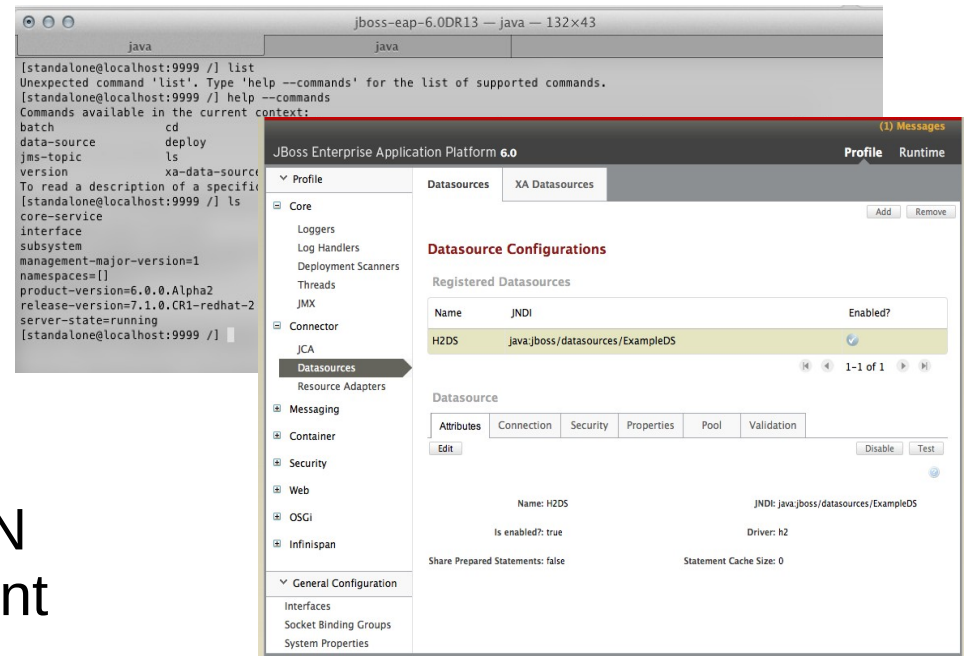 jboss-eap-6.0DR13 — java — 132×43
java java
[standalone@localhost:9999 /] list
Unexpected command 'list'. Type 'help --commands' for the list of supported commands.
[standalone@localhost:9999 /] help --commands
Commands available in the current context:
batch cd
data-source deploy
jms-topic ls
version xa-data-source
To read a description of a specific
[standalone@localhost:9999 /] ls
core-service
interface
subsystem
management-major-version=1
namespaces=[]
product-version=6.0.0.Alpha2
release-version=7.1.0.CR1-redhat-2
server-state=running
[standalone@localhost:9999 /]
(1) Messages
JBoss Enterprise Application Platform 6.0
Profile Runtime
Profile
Core
Loggers
Log Handlers
Deployment Scanners
Threads
JMX
Connector
JCA
Datasources
Resource Adapters
Messaging
Container
Security
Web
OSGi
Infinispan
General Configuration
Interfaces
Socket Binding Groups
System Properties
Datasources XA Datasources
Add Remove
Datasource Configurations
Registered Datasources
Name JNDI Enabled?
H2DS java:jboss/datasources/ExampleDS
1-1 of 1
Datasource
Attributes Connection Security Properties Pool Validation
Edit Disable Test
Name: H2DS JNDI: java:jboss/datasources/ExampleDS
Is enabled?: true Driver: h2
Share Prepared Statements: false Statement Cache Size: 0
N
nt